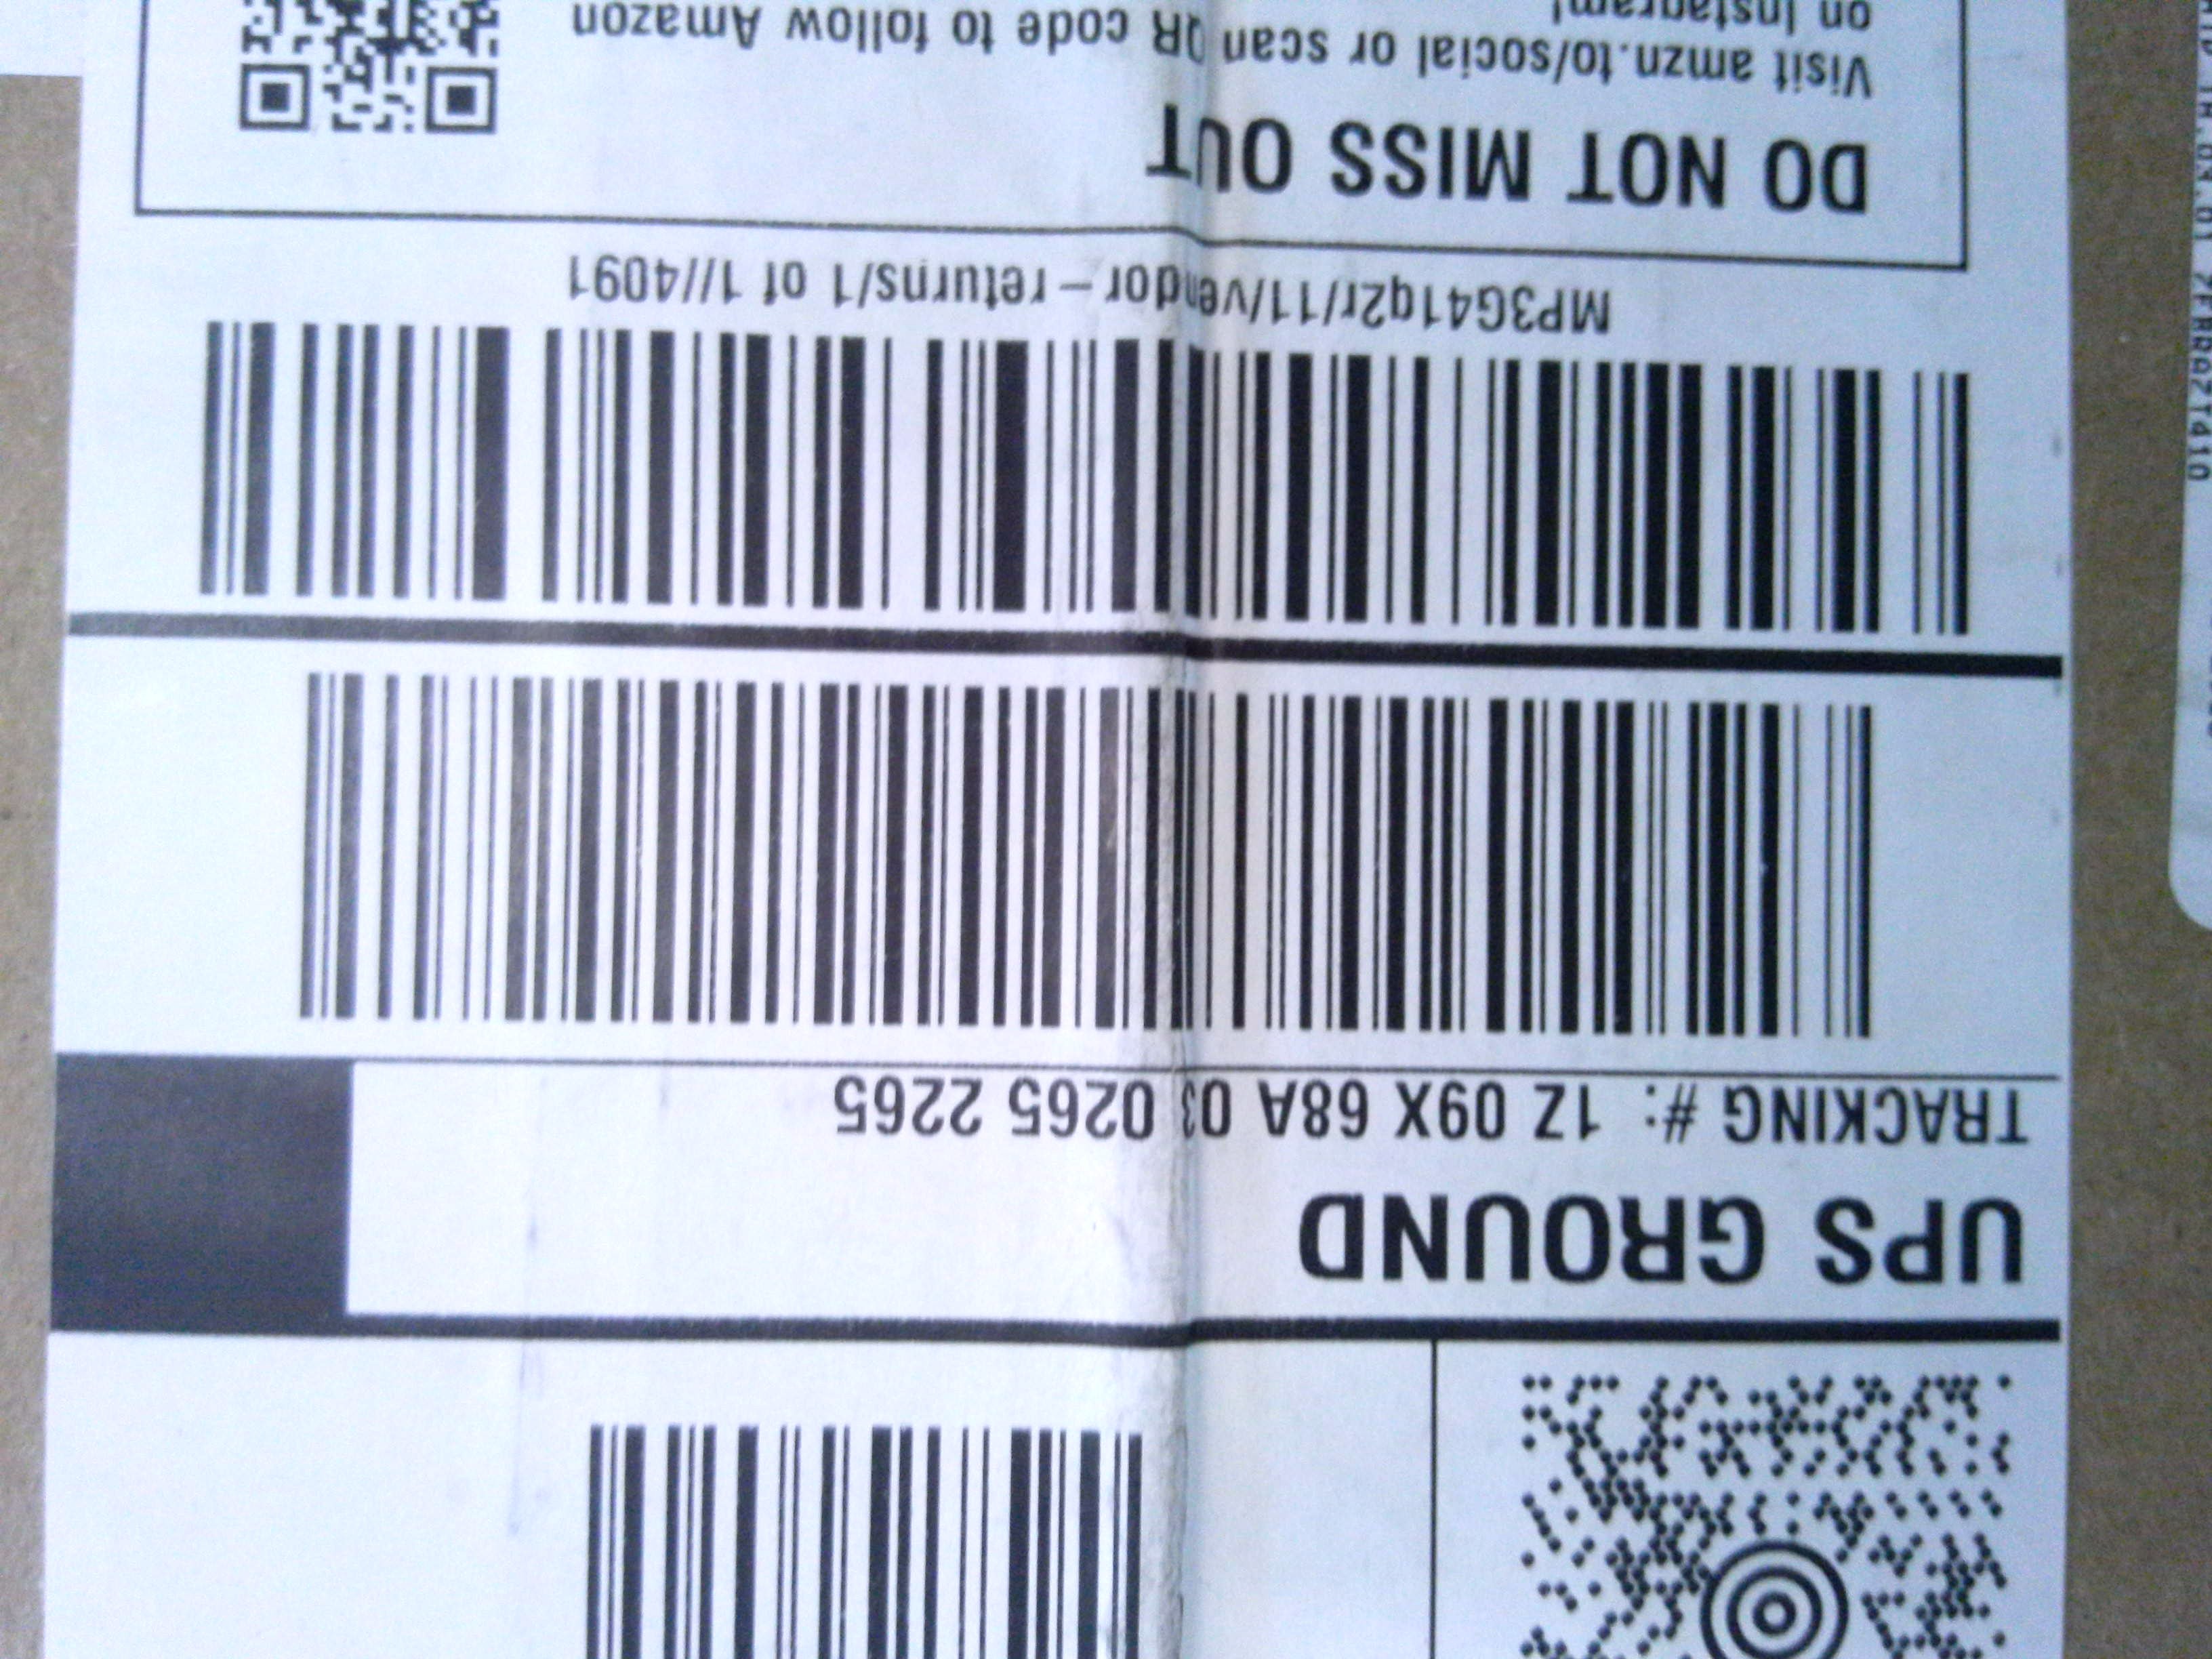 UPS GROUND
TRACKING #: 1Z 09X 68A 03 0265 2265
MP3G41q2r/11/vendor-returns/1 of 1//4091
DO NOT MISS OUT
Visit amzn.to/social or scan QR code to follow Amazon
on Instagram!